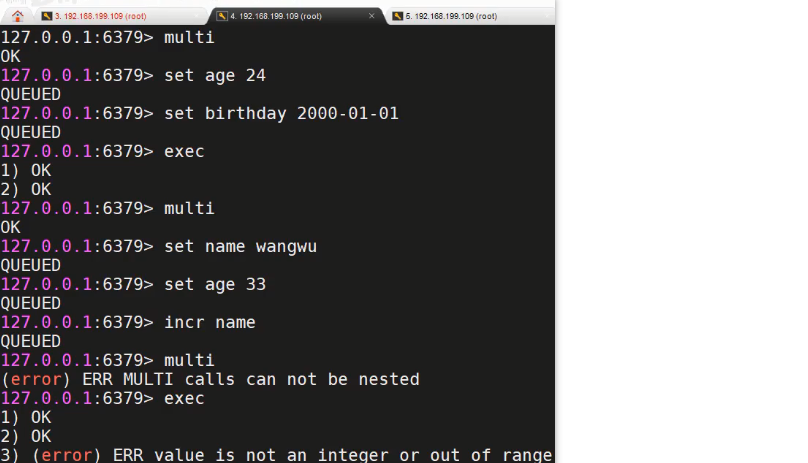 3. 192.168.199.109 (root)
4. 192.168.199.109 (root)
5. 192.168.199.109 (root)
127.0.0.1:6379> multi
OK
127.0.0.1:6379> set age 24
QUEUED
127.0.0.1:6379> set birthday 2000-01-01
QUEUED
127.0.0.1:6379> exec
1) OK
2) OK
127.0.0.1:6379> multi
OK
127.0.0.1:6379> set name wangwu
QUEUED
127.0.0.1:6379> set age 33
QUEUED
127.0.0.1:6379> incr name
QUEUED
127.0.0.1:6379> multi
(error) ERR MULTI calls can not be nested
127.0.0.1:6379> exec
1) OK
2) OK
3) (error) ERR value is not an integer or out of range